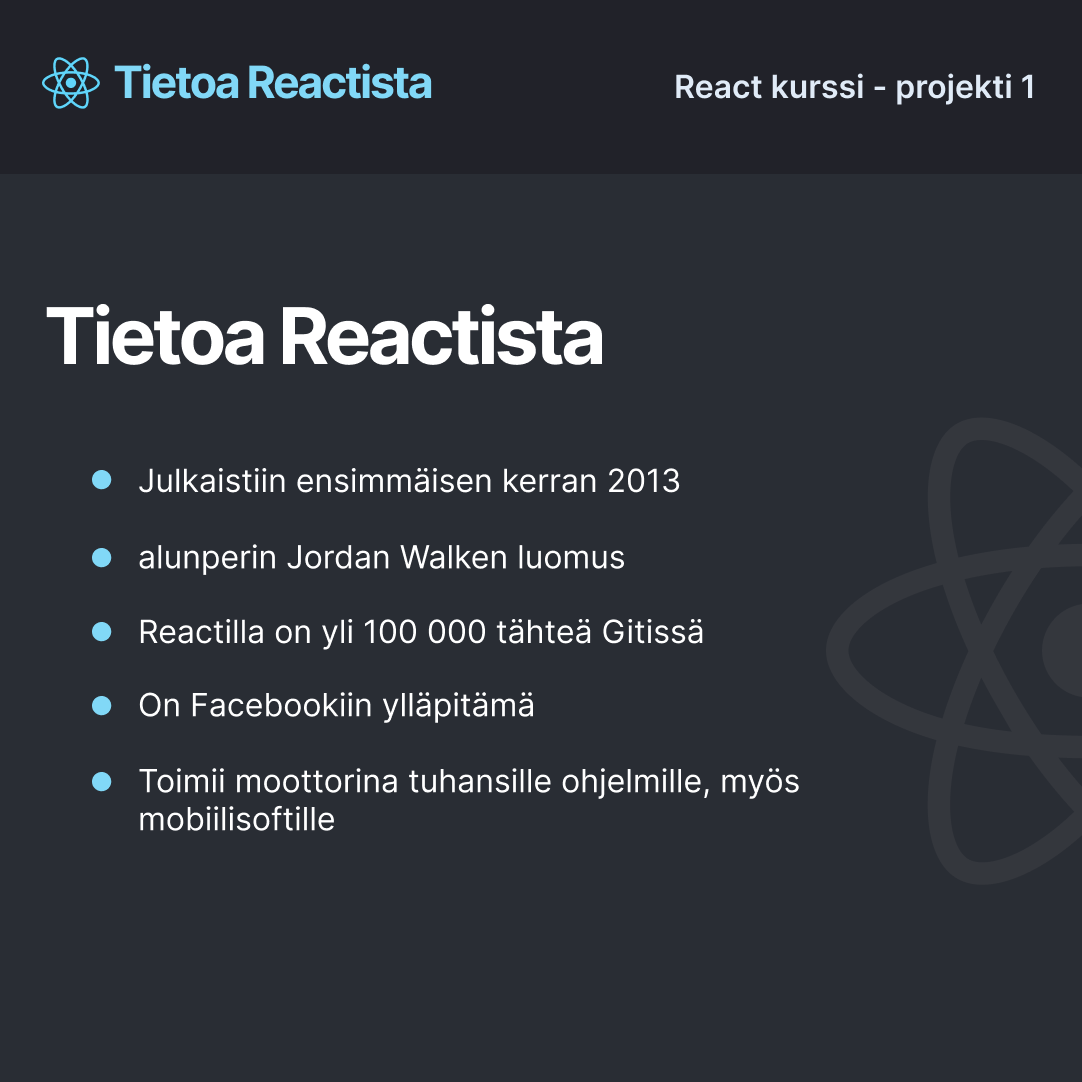 Tietoa Reactista
React kurssi - projekti 1
Tietoa Reactista
Julkaistiin ensimmäisen kerran 2013
alunperin Jordan Walken luomus
Reactilla on yli 100 000 tähteä Gitissä
On Facebookiin ylläpitämä
Toimii moottorina tuhansille ohjelmille, myös
mobiilisoftille